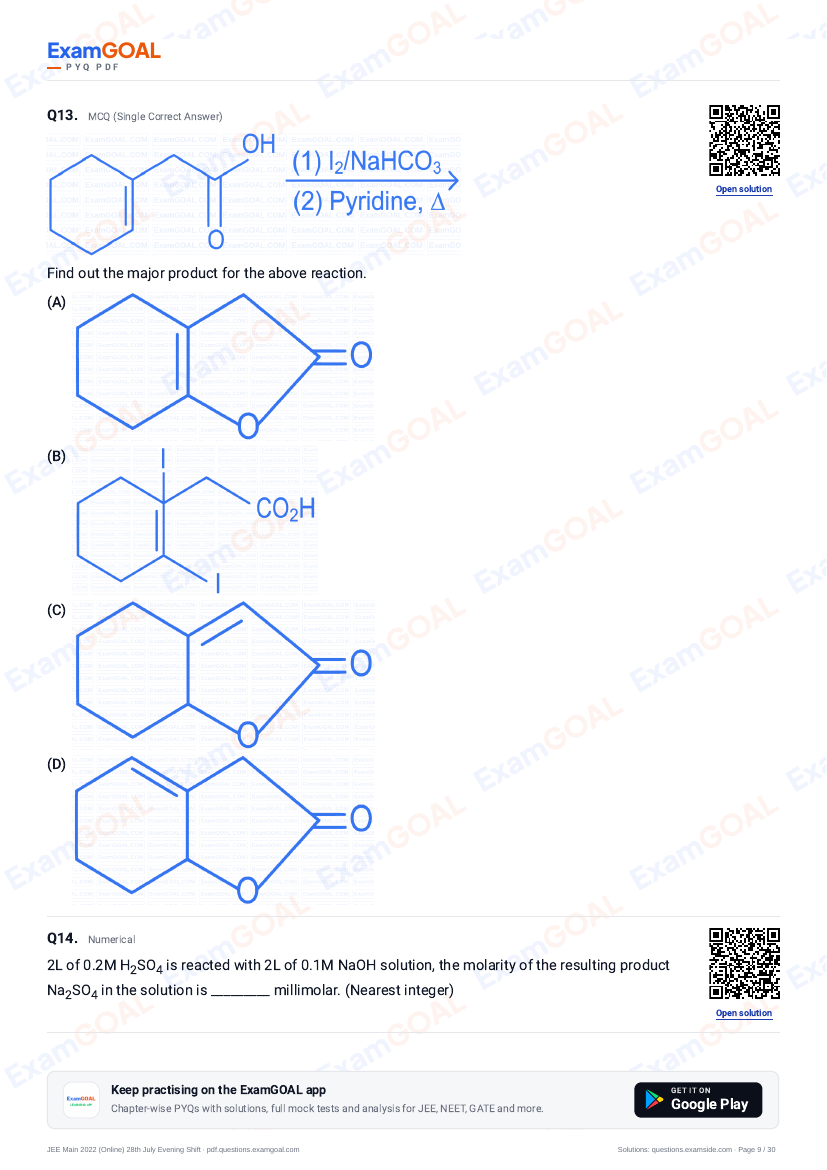 ExamGOAL
PYQ PDF
Q13. MCQ (Single Correct Answer)
OH
O
(1) I₂/NaHCO₃
(2) Pyridine, Δ
Open solution
Find out the major product for the above reaction.
(A)
O
O
(B)
I
CO₂H
I
(C)
O
O
(D)
O
O
Q14. Numerical
2L of 0.2M H₂SO₄ is reacted with 2L of 0.1M NaOH solution, the molarity of the resulting product
Na₂SO₄ in the solution is _________ millimolar. (Nearest integer)
Open solution
ExamGOAL
Keep practising on the ExamGOAL app
Chapter-wise PYQs with solutions, full mock tests and analysis for JEE, NEET, GATE and more.
GET IT ON
Google Play
JEE Main 2022 (Online) 28th July Evening Shift · pdf.questions.examgoal.com
Solutions: questions.examside.com · Page 9 / 30